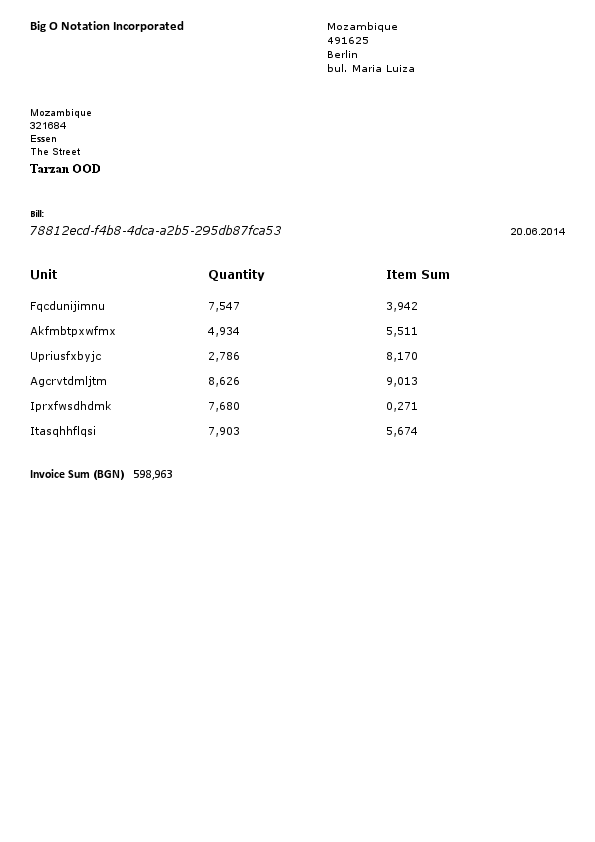 Big O Notation Incorporated
Mozambique
491625
Berlin
bul. Maria Luiza
Mozambique
321684
Essen
The Street
Tarzan OOD
Bill:
78812ecd-f4b8-4dca-a2b5-295db87fca53 20.06.2014
Unit Quantity Item Sum
Fqcdunijimnu 7,547 3,942
Akfmbtpxwfmx 4,934 5,511
Upriusfxbyjc 2,786 8,170
Agcrvtdmljtm 8,626 9,013
Iprxfwsdhdmk 7,680 0,271
Itasqhhflqsi 7,903 5,674
Invoice Sum (BGN) 598,963